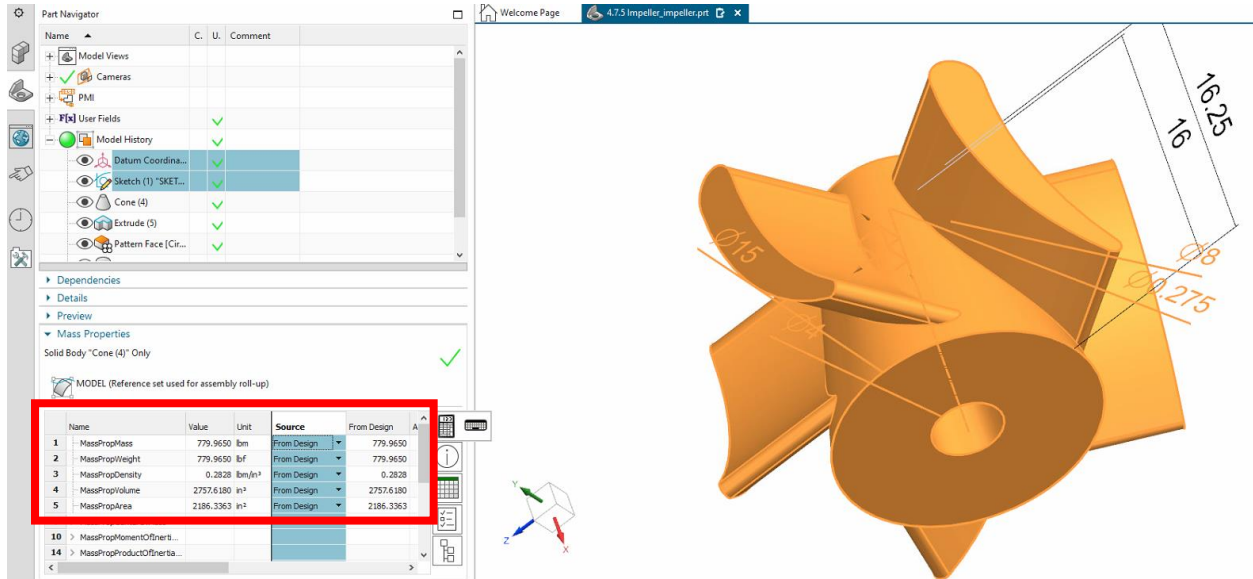 Part Navigator
Name C. U. Comment
Model Views
Cameras
PMI
F[x] User Fields
Model History
Datum Coordina...
Sketch (1) "SKET...
Cone (4)
Extrude (5)
Pattern Face [Cir...
Dependencies
Details
Preview
Mass Properties
Solid Body "Cone (4)" Only
MODEL (Reference set used for assembly roll-up)
Name Value Unit Source From Design A
1 MassPropMass 779.9650 lbm From Design 779.9650
2 MassPropWeight 779.9650 lbf From Design 779.9650
3 MassPropDensity 0.2828 lbm/in³ From Design 0.2828
4 MassPropVolume 2757.6180 in³ From Design 2757.6180
5 MassPropArea 2186.3363 in² From Design 2186.3363
10 > MassPropMomentOfInerti...
14 > MassPropProductOfInertia...
Welcome Page
4.7.5 Impeller_impeller.prt
16.25
16
Ø15
Ø8
Ø0.275
Ø4
Y
Z
X